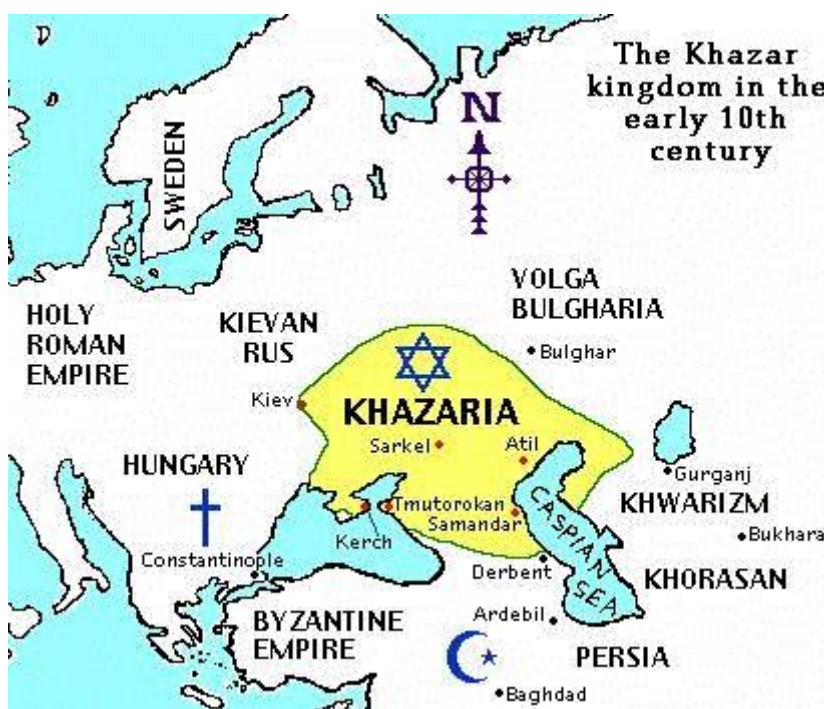 The Khazar
kingdom in the
early 10th
century
N
SWEDEN
VOLGA
BULGHARIA
HOLY
ROMAN
EMPIRE
KIEVAN
RUS
Bulghar
Kiev
KHAZARIA
Sarkel
Atil
HUNGARY
Gurganj
KHWARIZM
Tmutorokan
Samandar
Kerch
CASPIAN
SEA
Bukhara
Constantinople
Derbent
KHORASAN
BYZANTINE
EMPIRE
Ardebil
PERSIA
Baghdad